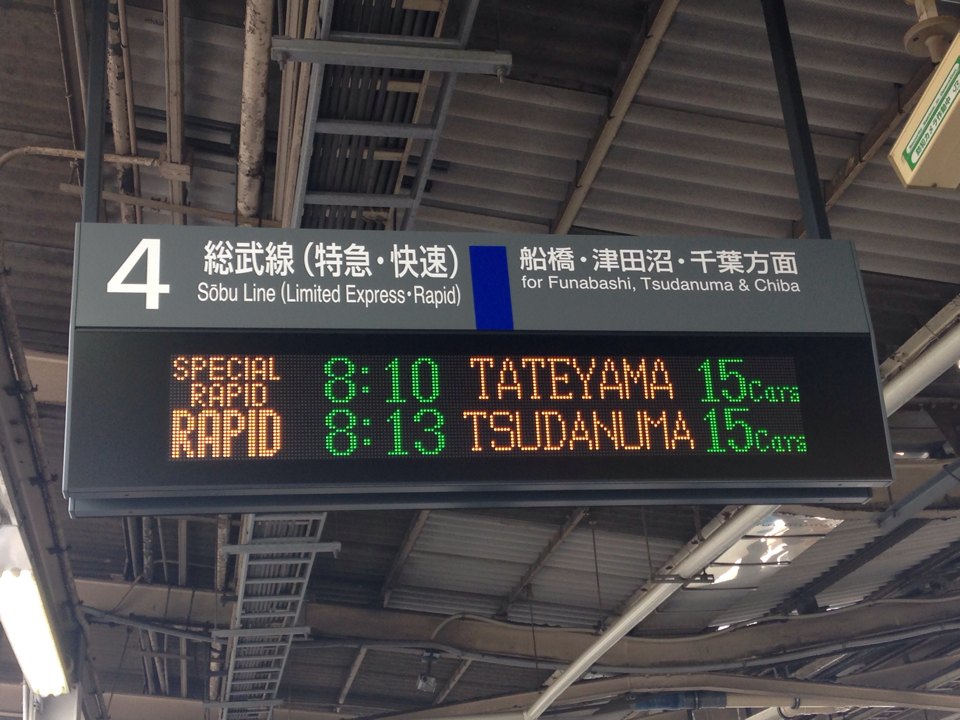 4 総武線(特急・快速) 船橋・津田沼・千葉方面
Sōbu Line (Limited Express・Rapid) for Funabashi, Tsudanuma & Chiba
SPECIAL RAPID 8:10 TATEYAMA 15Cars
RAPID 8:13 TSUDANUMA 15Cars